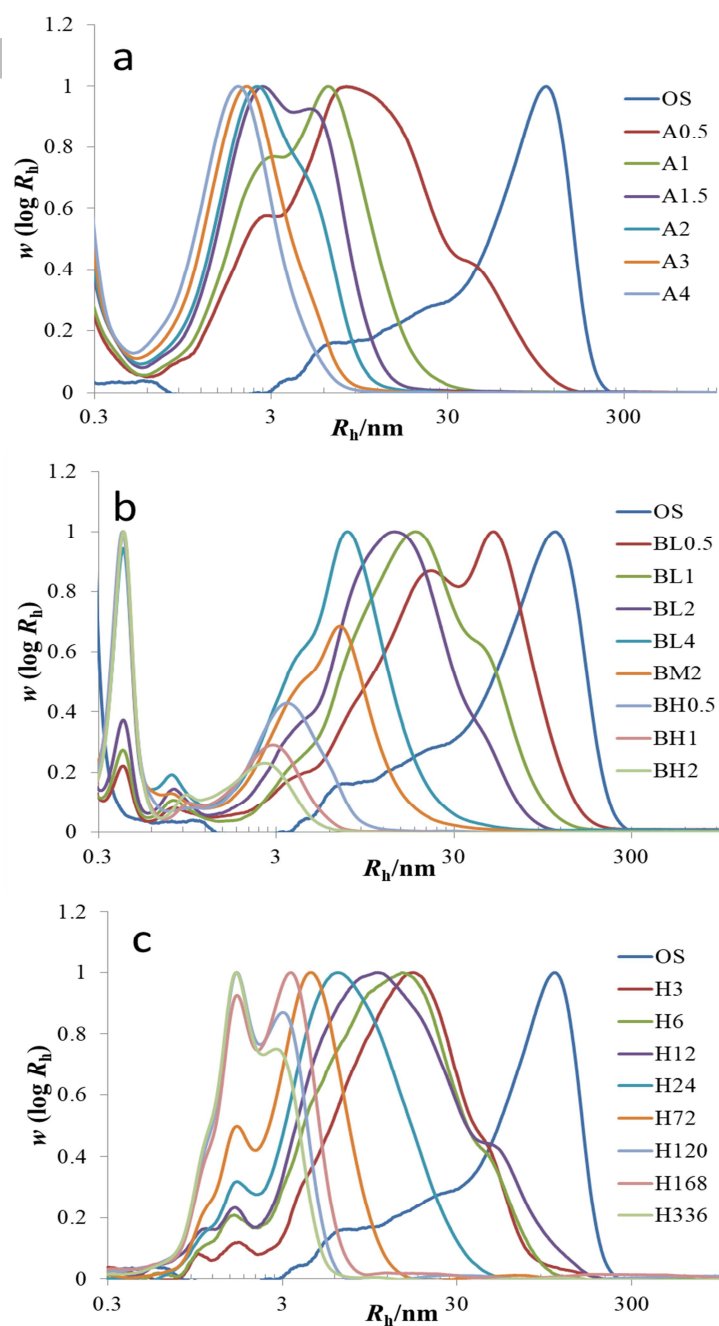 a
1.2
1
0.8
0.6
0.4
0.2
0
w (log Rh)
0.3
3
30
300
Rh/nm
OS
A0.5
A1
A1.5
A2
A3
A4
b
1.2
1
0.8
0.6
0.4
0.2
0
w (log Rh)
0.3
3
30
300
Rh/nm
OS
BL0.5
BL1
BL2
BL4
BM2
BH0.5
BH1
BH2
c
1.2
1
0.8
0.6
0.4
0.2
0
w (log Rh)
0.3
3
30
300
Rh/nm
OS
H3
H6
H12
H24
H72
H120
H168
H336